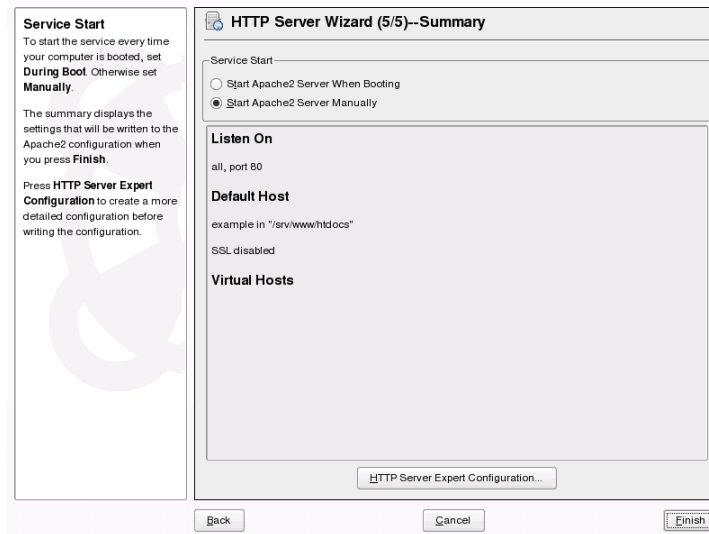 Service Start
To start the service every time
your computer is booted, set
During Boot. Otherwise set
Manually.
The summary displays the
settings that will be written to the
Apache2 configuration when
you press Finish.
Press HTTP Server Expert
Configuration to create a more
detailed configuration before
writing the configuration.
HTTP Server Wizard (5/5)--Summary
Service Start
Start Apache2 Server When Booting
Start Apache2 Server Manually
Listen On
all, port 80
Default Host
example in "/srv/www/htdocs"
SSL disabled
Virtual Hosts
HTTP Server Expert Configuration...
Back
Cancel
Finish